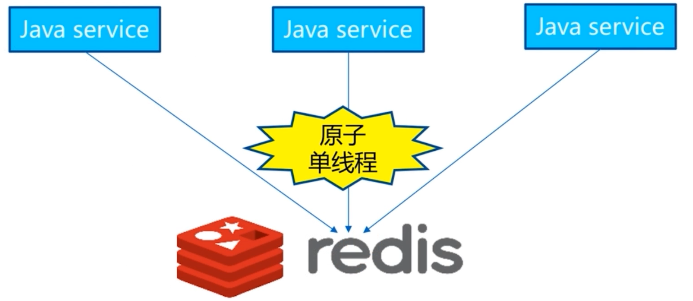 Java service
Java service
Java service
原子
单线程
redis